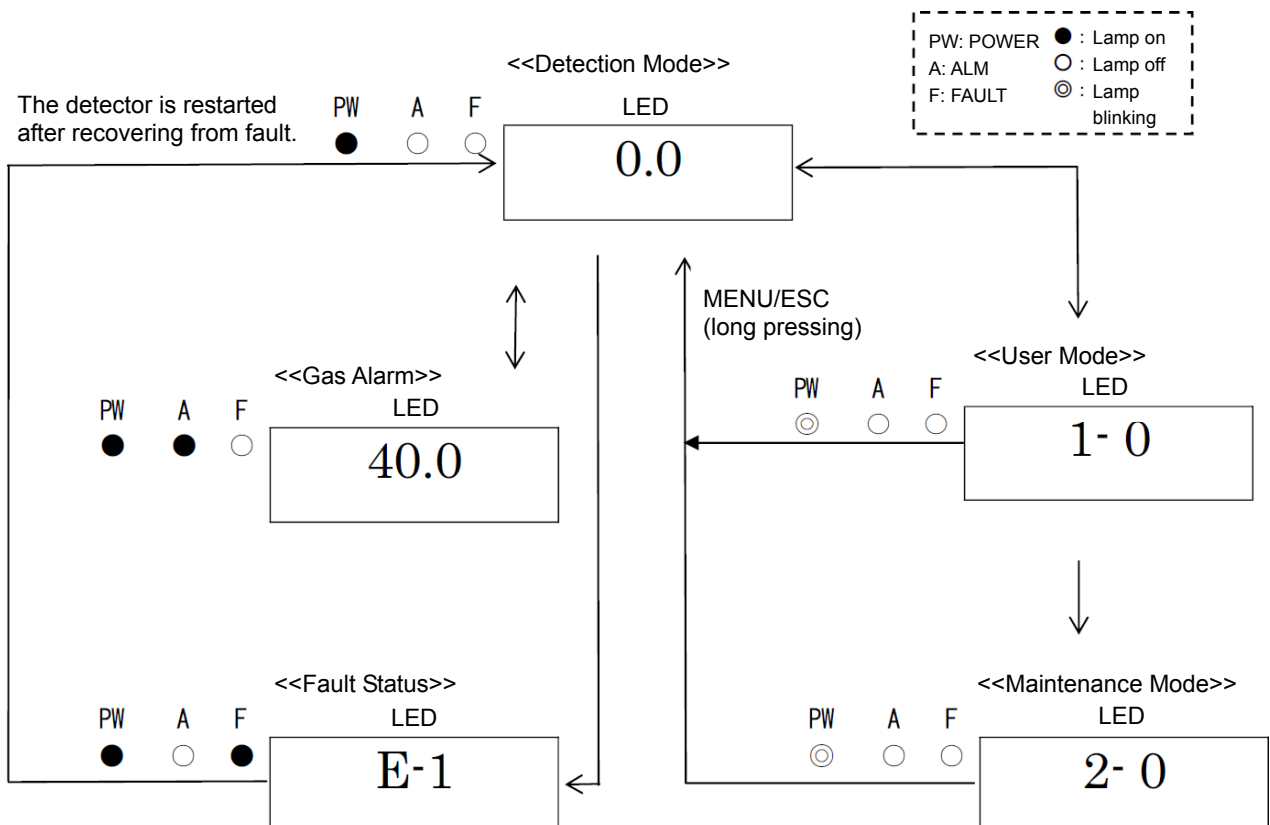 <<Detection Mode>>
LED
PW A F
0.0
The detector is restarted
after recovering from fault.
PW: POWER ● : Lamp on
A: ALM ○ : Lamp off
F: FAULT ◎ : Lamp
blinking
MENU/ESC
(long pressing)
<<Gas Alarm>>
LED
PW A F
40.0
<<User Mode>>
LED
PW A F
1- 0
<<Fault Status>>
LED
PW A F
E-1
<<Maintenance Mode>>
LED
PW A F
2- 0